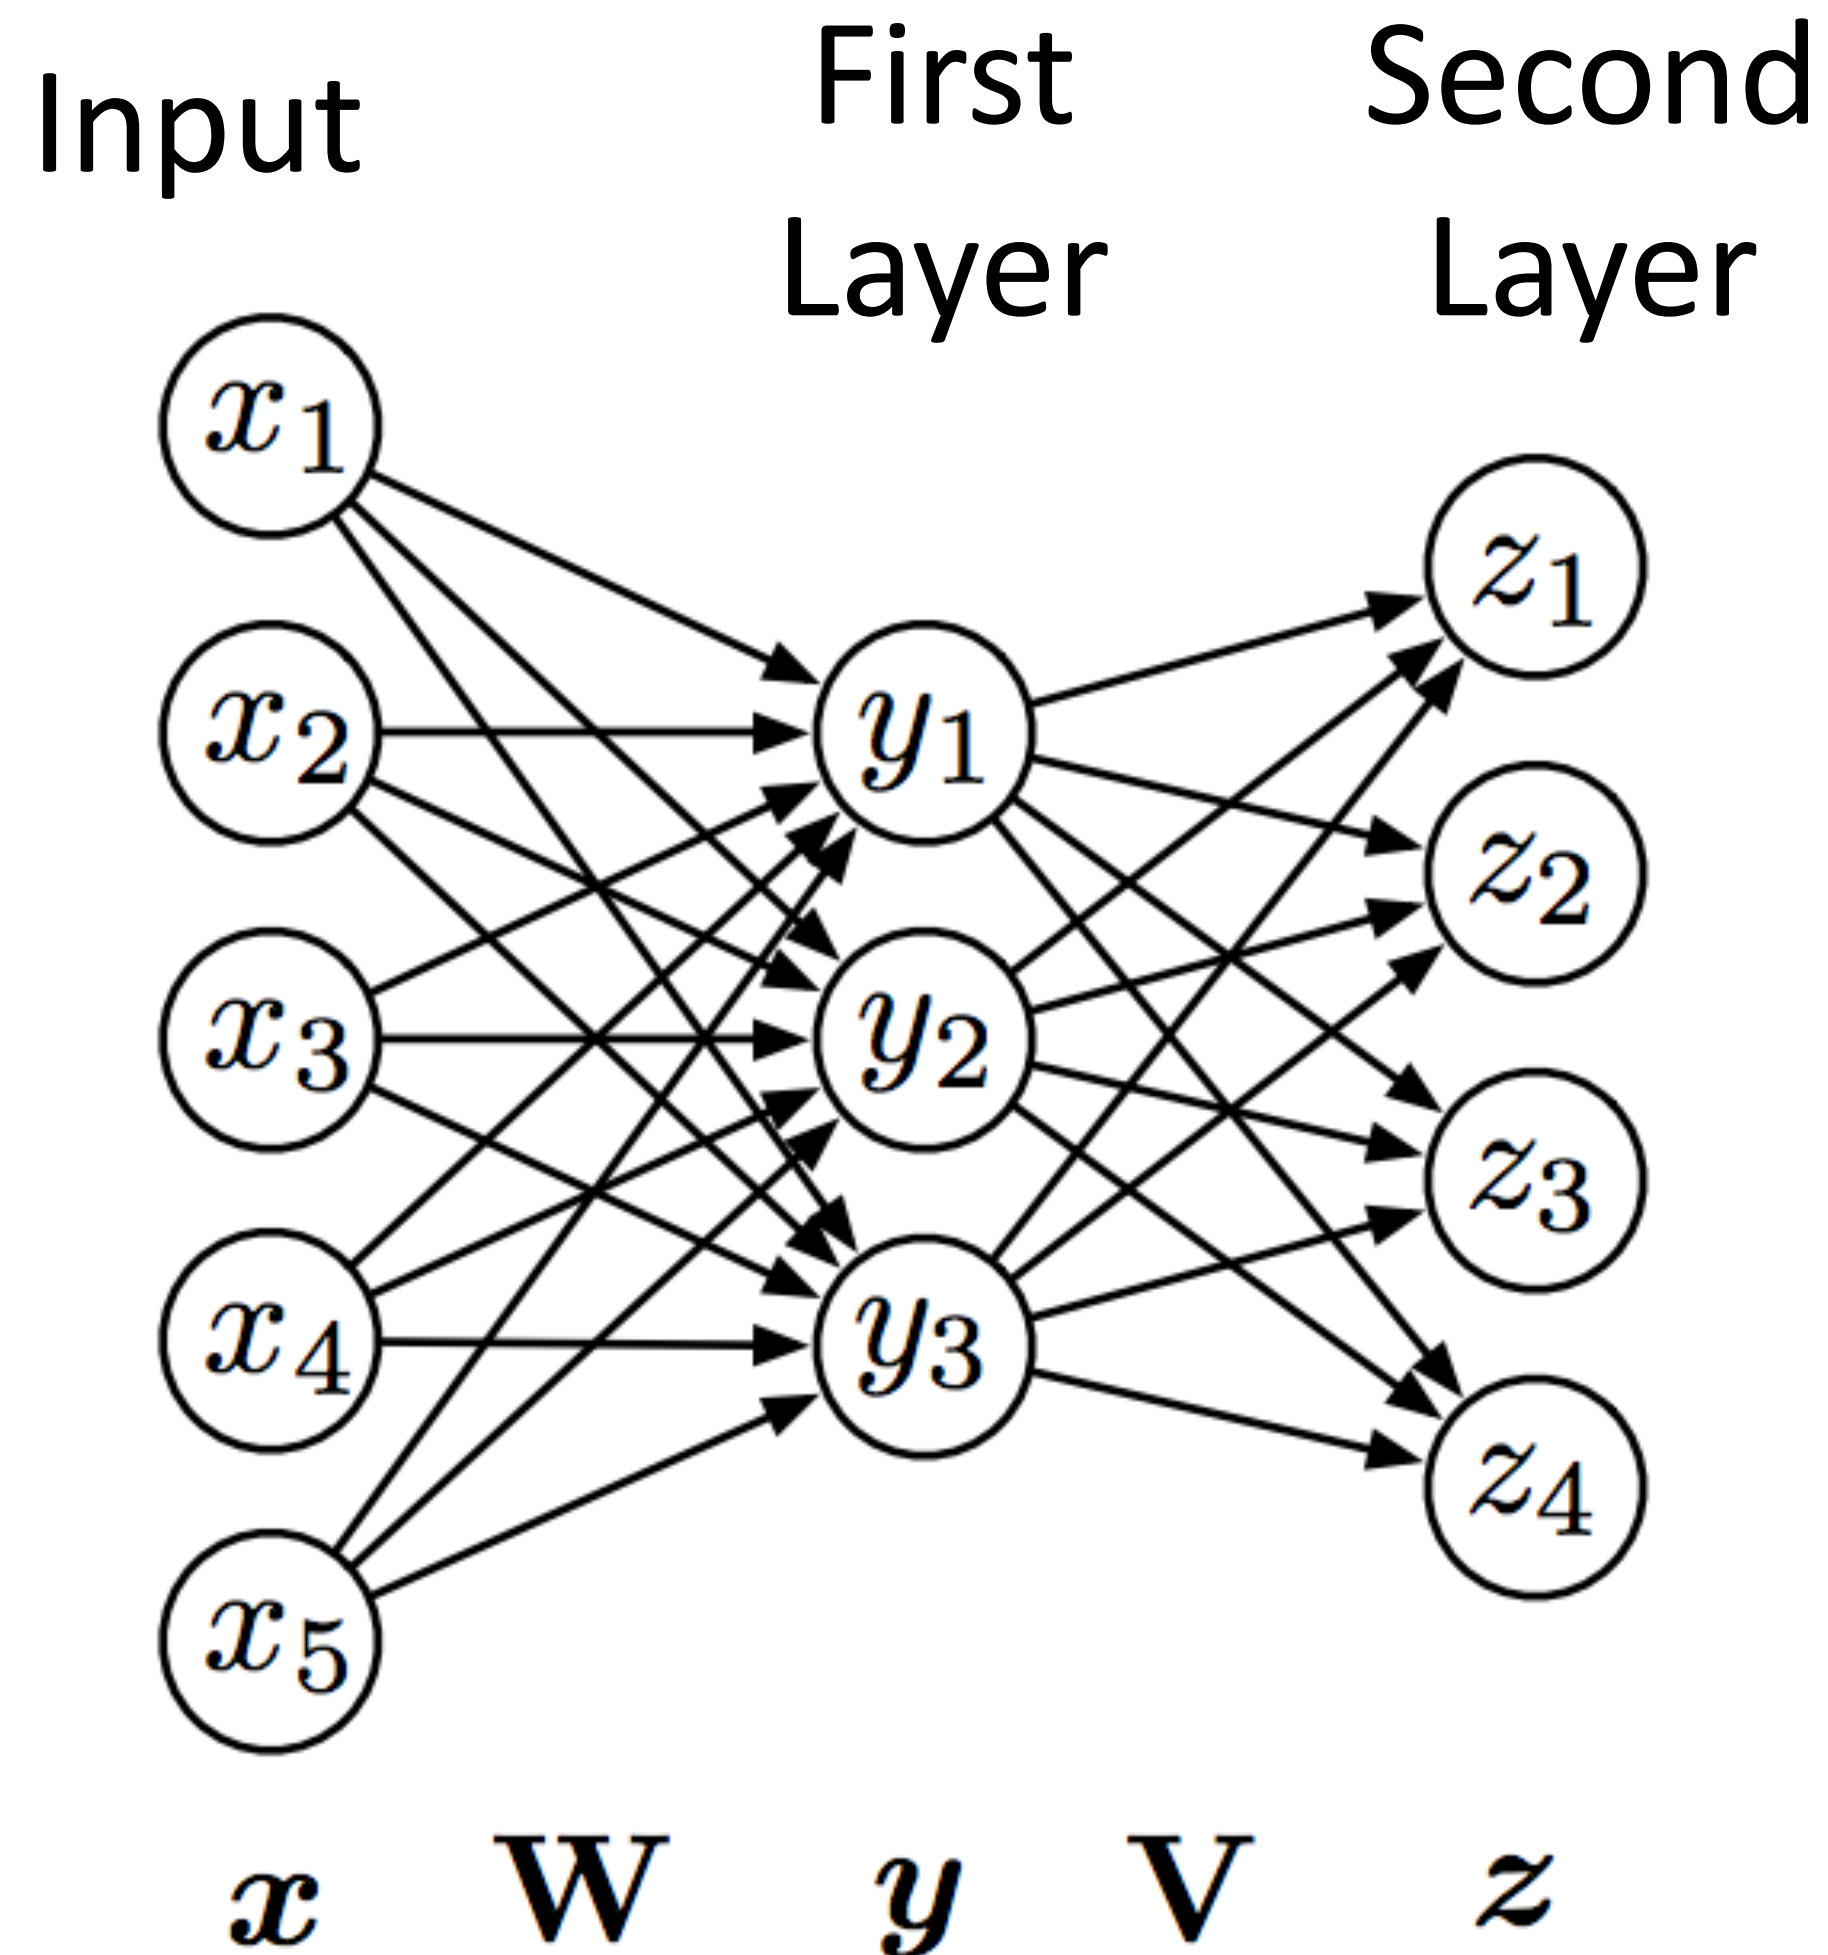 Input
First
Layer
Second
Layer
x1
x2
x3
x4
x5
y1
y2
y3
z1
z2
z3
z4
x W y V z